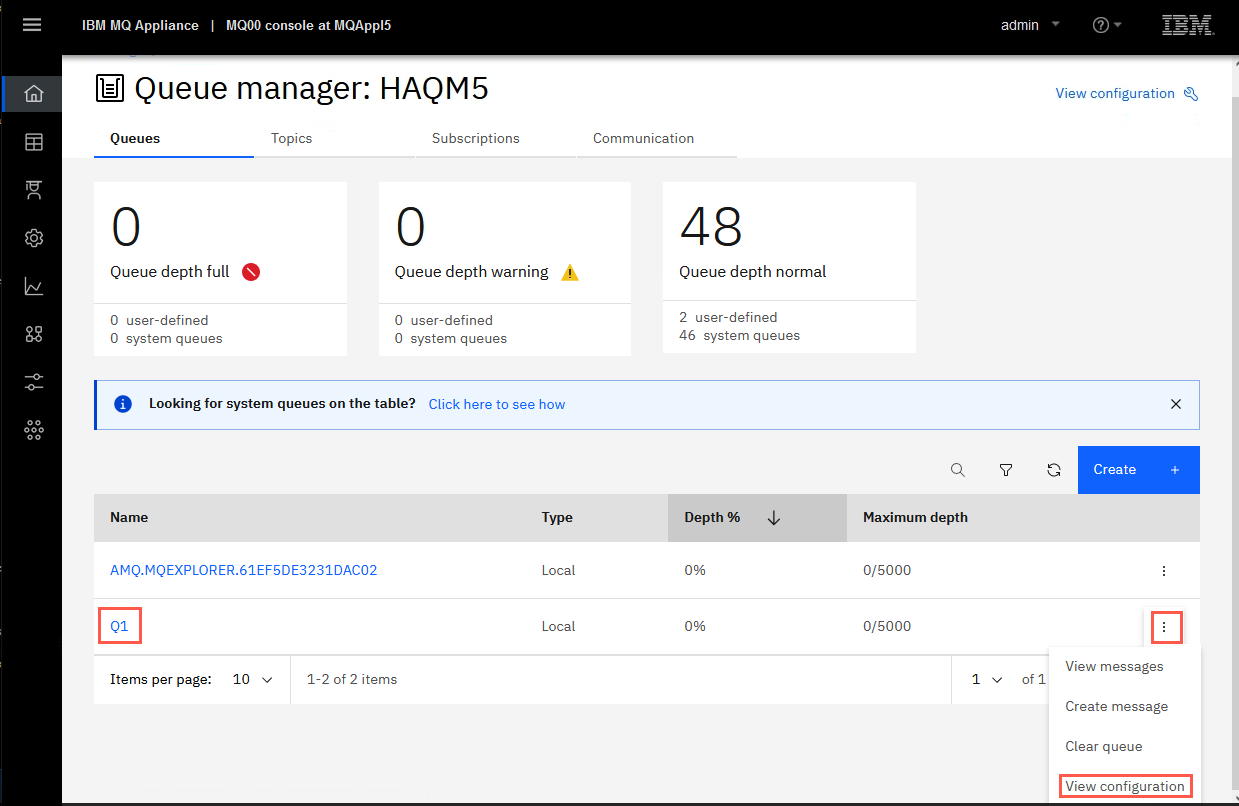 IBM MQ Appliance | MQ00 console at MQAppl5
admin
IBM
Queue manager: HAQM5
View configuration
Queues Topics Subscriptions Communication
0
Queue depth full
0 user-defined
0 system queues
0
Queue depth warning
0 user-defined
0 system queues
48
Queue depth normal
2 user-defined
46 system queues
Looking for system queues on the table? Click here to see how
Create +
Name Type Depth % Maximum depth
AMQ.MQEXPLORER.61EF5DE3231DAC02 Local 0% 0/5000
Q1 Local 0% 0/5000
Items per page: 10 1-2 of 2 items 1 of 1
View messages
Create message
Clear queue
View configuration